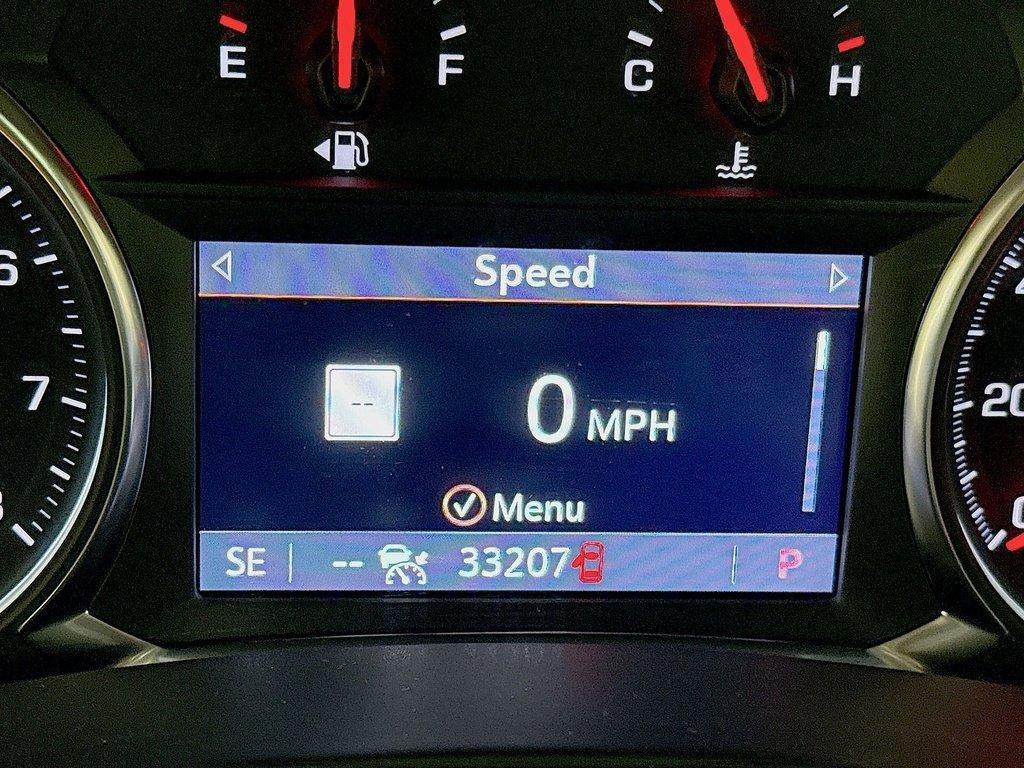 E F C H
Speed
6
7
20
-- 0 MPH
Menu
SE -- 33207 P